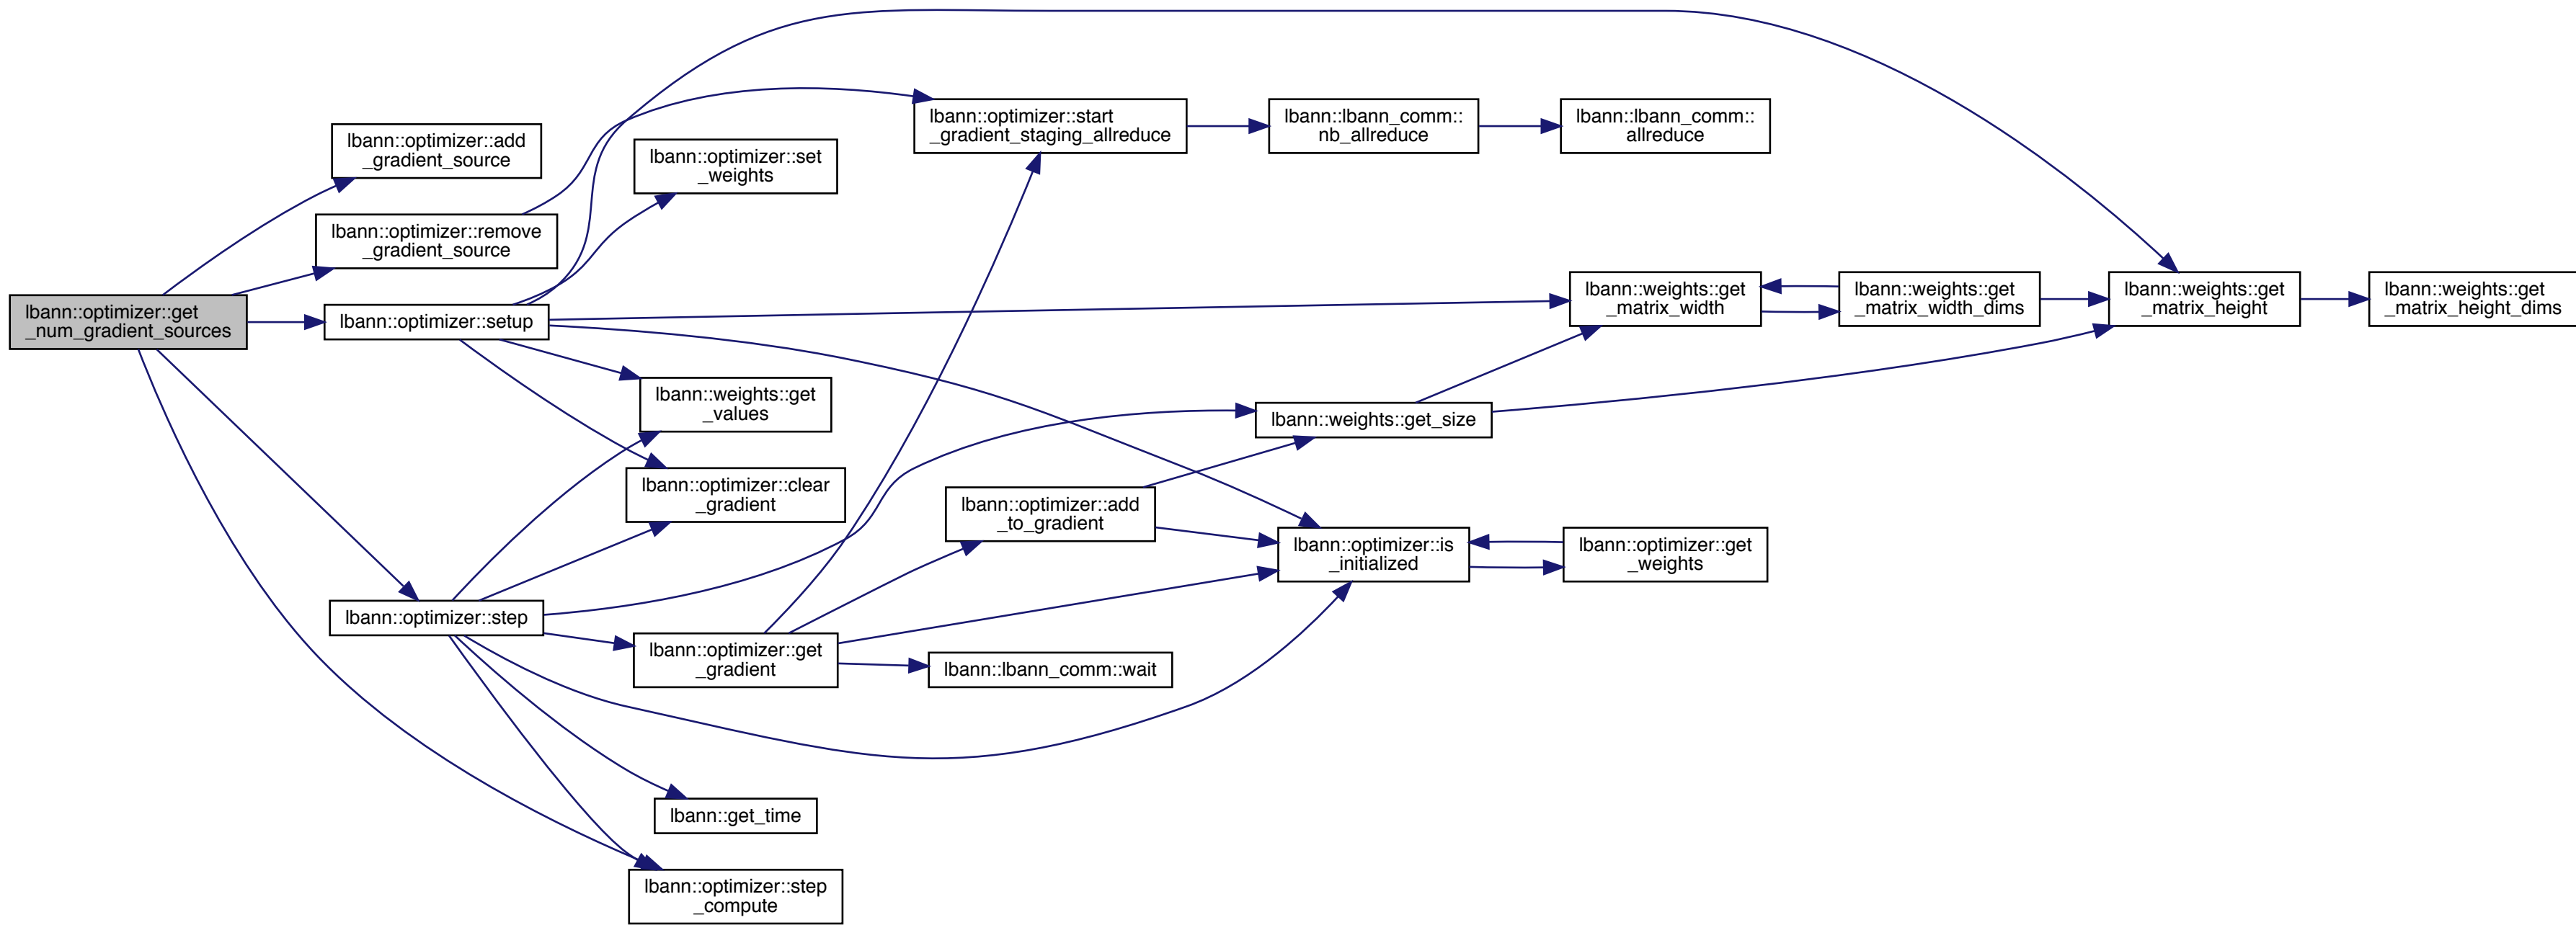 lbann::optimizer::get
_num_gradient_sources
lbann::optimizer::add
_gradient_source
lbann::optimizer::remove
_gradient_source
lbann::optimizer::setup
lbann::optimizer::step
lbann::optimizer::set
_weights
lbann::weights::get
_values
lbann::optimizer::clear
_gradient
lbann::optimizer::get
_gradient
lbann::get_time
lbann::optimizer::step
_compute
lbann::optimizer::start
_gradient_staging_allreduce
lbann::optimizer::add
_to_gradient
lbann::lbann_comm::wait
lbann::lbann_comm::
nb_allreduce
lbann::weights::get_size
lbann::optimizer::is
_initialized
lbann::lbann_comm::
allreduce
lbann::weights::get
_matrix_width
lbann::optimizer::get
_weights
lbann::weights::get
_matrix_width_dims
lbann::weights::get
_matrix_height
lbann::weights::get
_matrix_height_dims